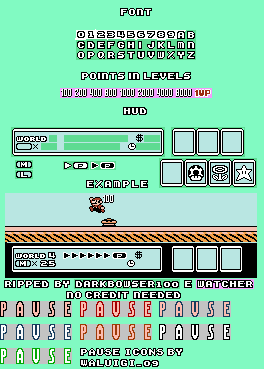 FONT
0123456789AB
CDEFGHIJKLMN
OPQRSTUVWXYZ
POINTS IN LEVELS
100 200 400 800 1000 2000 4000 8000 1UP
HUD
WORLD $
×
(M) P
(L)
EXAMPLE
100
WORLD 4 P $
(M)× 25
RIPPED BY DARKBOWSER100 E WATCHER
NO CREDIT NEEDED
PAUSE PAUSE PAUSE
PAUSE PAUSE PAUSE
PAUSE PAUSE ICONS BY
WALUIGI_09